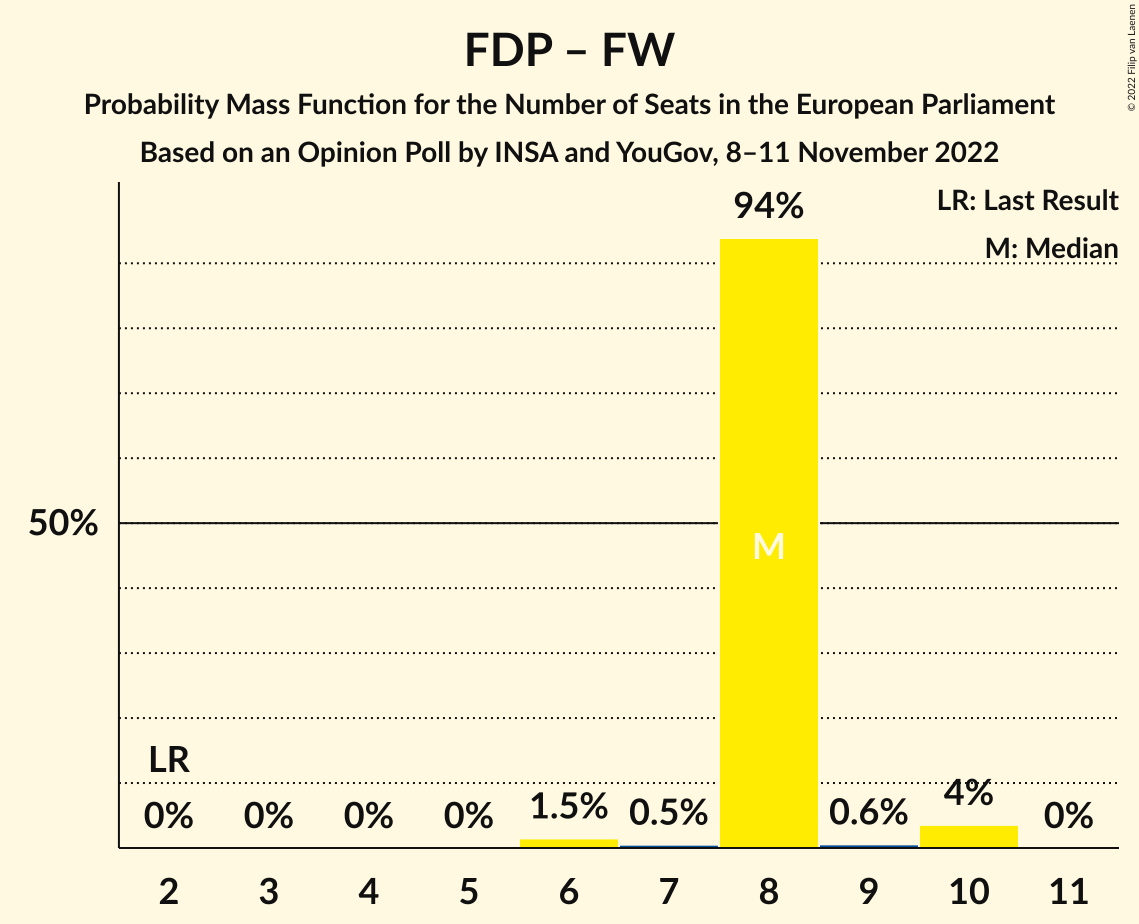 FDP – FW
Probability Mass Function for the Number of Seats in the European Parliament
Based on an Opinion Poll by INSA and YouGov, 8–11 November 2022
© 2022 Filip van Laenen
LR: Last Result
M: Median
94%
50%
M
LR
0% 0% 0% 0% 1.5% 0.5% 0.6% 4% 0%
2 3 4 5 6 7 8 9 10 11